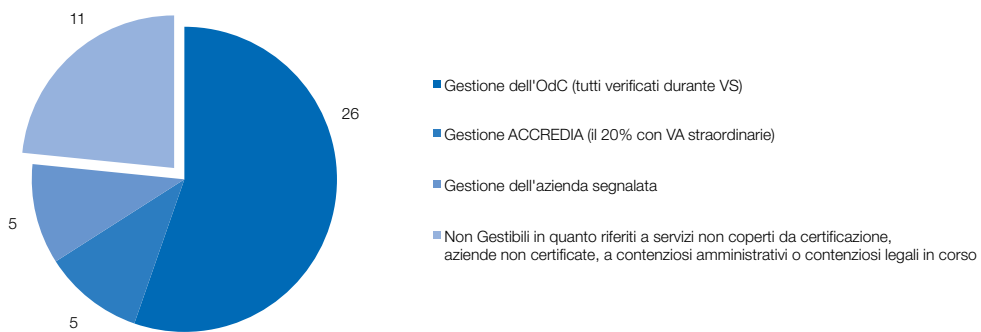 11
26
5
5
Gestione dell'OdC (tutti verificati durante VS)
Gestione ACCREDIA (il 20% con VA straordinarie)
Gestione dell'azienda segnalata
Non Gestibili in quanto riferiti a servizi non coperti da certificazione,
aziende non certificate, a contenziosi amministrativi o contenziosi legali in corso